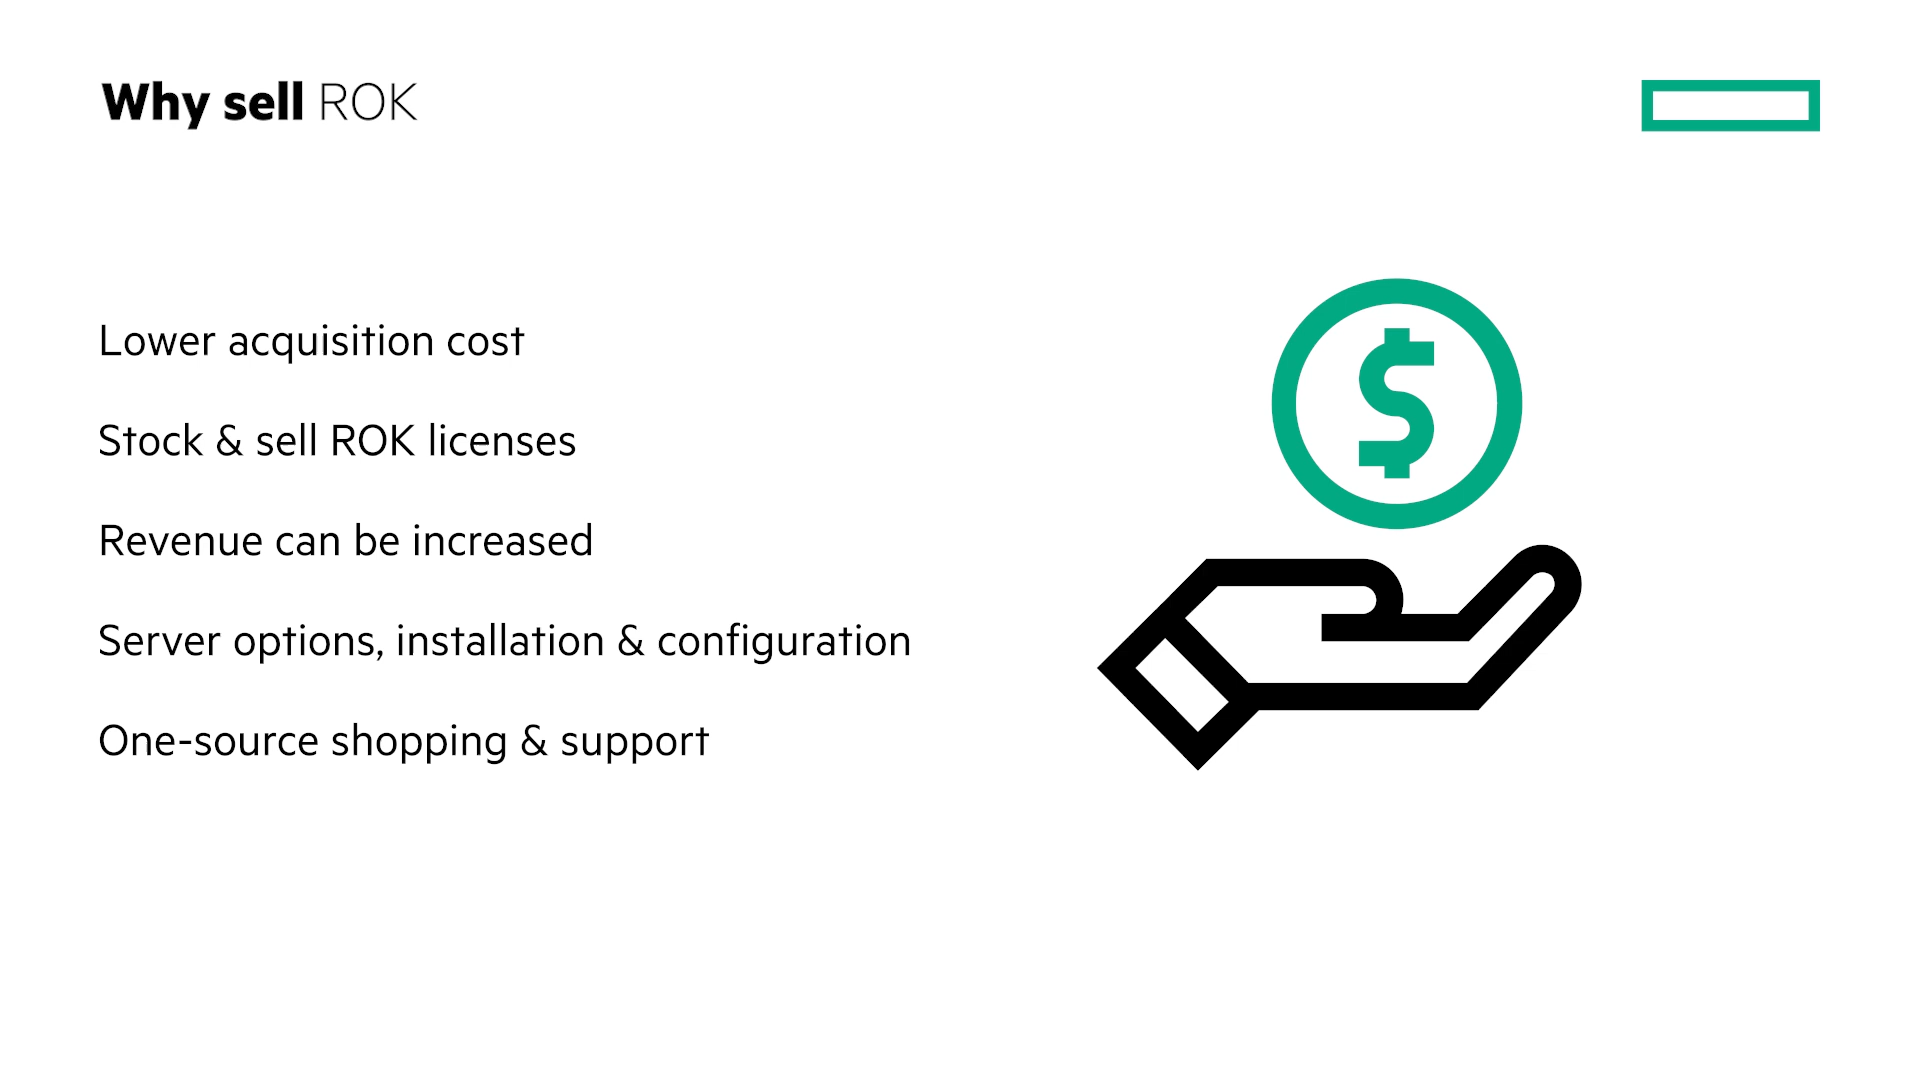 Why sell ROK
Lower acquisition cost
Stock & sell ROK licenses
Revenue can be increased
Server options, installation & configuration
One-source shopping & support
$